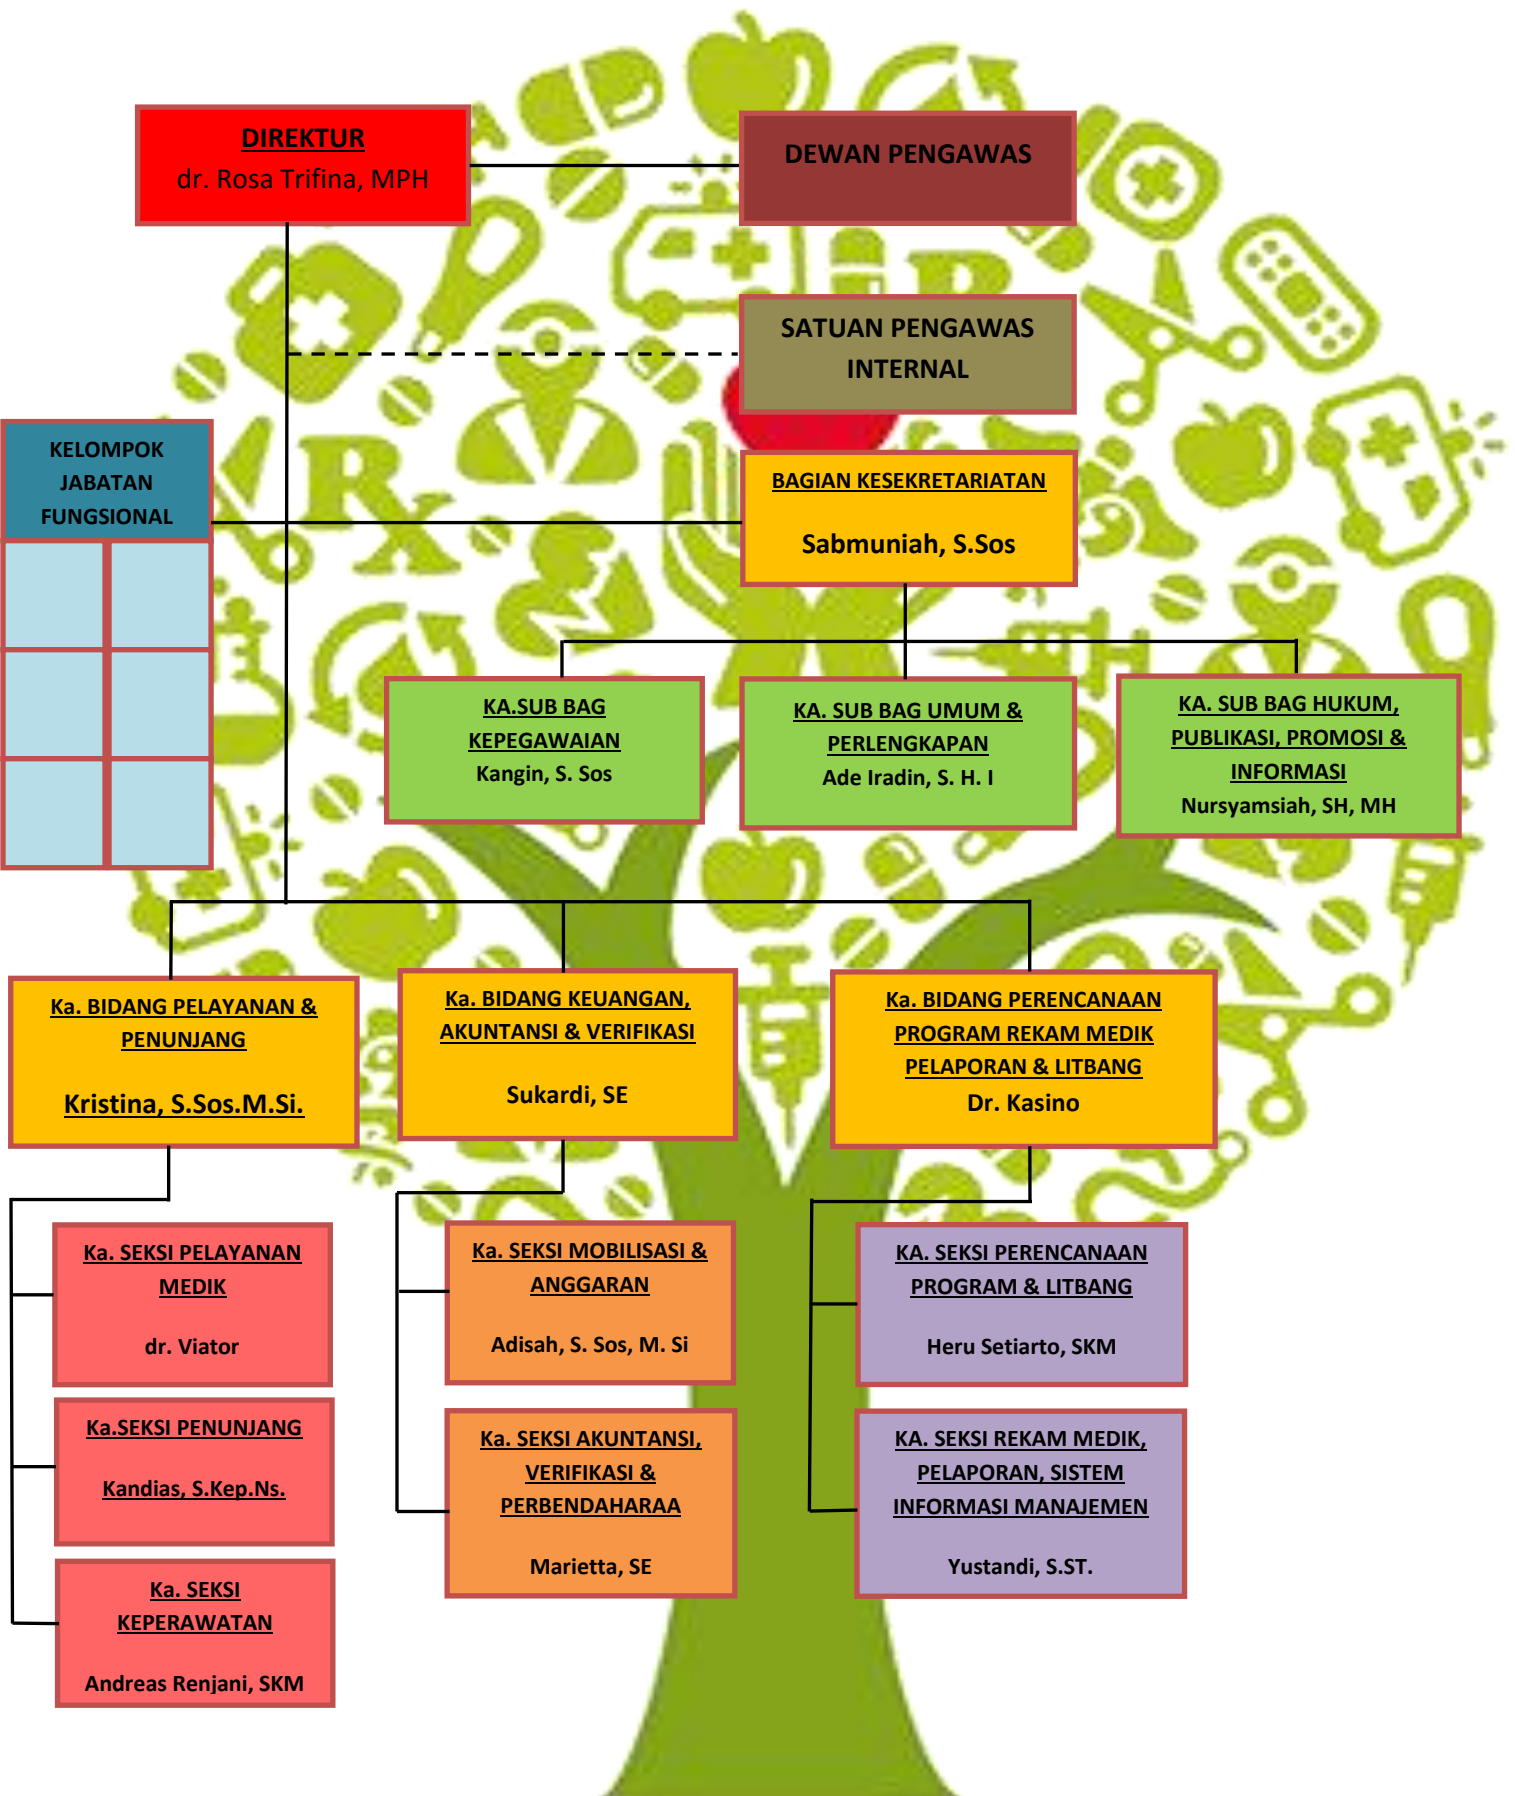 DIREKTUR
dr. Rosa Trifina, MPH
DEWAN PENGAWAS
SATUAN PENGAWAS
INTERNAL
KELOMPOK
JABATAN
FUNGSIONAL
BAGIAN KESEKRETARIATAN
Sabmuniah, S.Sos
KA.SUB BAG
KEPEGAWAIAN
Kangin, S. Sos
KA. SUB BAG UMUM &
PERLENGKAPAN
Ade Iradin, S. H. I
KA. SUB BAG HUKUM,
PUBLIKASI, PROMOSI &
INFORMASI
Nursyamsiah, SH, MH
Ka. BIDANG PELAYANAN &
PENUNJANG
Kristina, S.Sos.M.Si.
Ka. BIDANG KEUANGAN,
AKUNTANSI & VERIFIKASI
Sukardi, SE
Ka. BIDANG PERENCANAAN
PROGRAM REKAM MEDIK
PELAPORAN & LITBANG
Dr. Kasino
Ka. SEKSI PELAYANAN
MEDIK
dr. Viator
Ka.SEKSI PENUNJANG
Kandias, S.Kep.Ns.
Ka. SEKSI
KEPERAWATAN
Andreas Renjani, SKM
Ka. SEKSI MOBILISASI &
ANGGARAN
Adisah, S. Sos, M. Si
Ka. SEKSI AKUNTANSI,
VERIFIKASI &
PERBENDAHARAA
Marietta, SE
KA. SEKSI PERENCANAAN
PROGRAM & LITBANG
Heru Setiarto, SKM
KA. SEKSI REKAM MEDIK,
PELAPORAN, SISTEM
INFORMASI MANAJEMEN
Yustandi, S.ST.
Rx
R